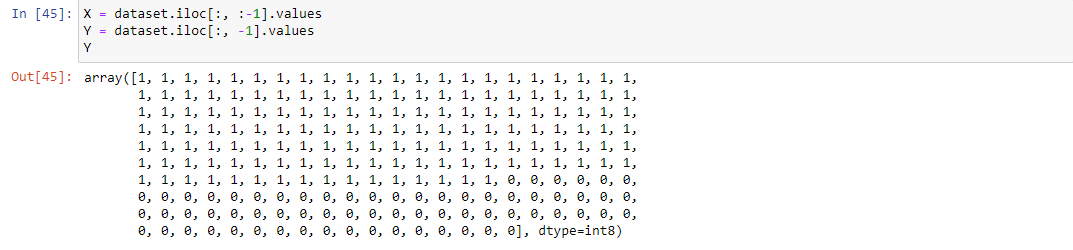 In [45]: X = dataset.iloc[:, :-1].values
Y = dataset.iloc[:, -1].values
Y
Out[45]: array([1, 1, 1, 1, 1, 1, 1, 1, 1, 1, 1, 1, 1, 1, 1, 1, 1, 1, 1, 1, 1, 1,
1, 1, 1, 1, 1, 1, 1, 1, 1, 1, 1, 1, 1, 1, 1, 1, 1, 1, 1, 1, 1, 1,
1, 1, 1, 1, 1, 1, 1, 1, 1, 1, 1, 1, 1, 1, 1, 1, 1, 1, 1, 1, 1, 1,
1, 1, 1, 1, 1, 1, 1, 1, 1, 1, 1, 1, 1, 1, 1, 1, 1, 1, 1, 1, 1, 1,
1, 1, 1, 1, 1, 1, 1, 1, 1, 1, 1, 1, 1, 1, 1, 1, 1, 1, 1, 1, 1, 1,
1, 1, 1, 1, 1, 1, 1, 1, 1, 1, 1, 1, 1, 1, 1, 1, 1, 1, 1, 1, 1, 1,
1, 1, 1, 1, 1, 1, 1, 1, 1, 1, 1, 1, 1, 1, 1, 1, 0, 0, 0, 0, 0, 0,
0, 0, 0, 0, 0, 0, 0, 0, 0, 0, 0, 0, 0, 0, 0, 0, 0, 0, 0, 0, 0, 0,
0, 0, 0, 0, 0, 0, 0, 0, 0, 0, 0, 0, 0, 0, 0, 0, 0, 0, 0, 0, 0, 0,
0, 0, 0, 0, 0, 0, 0, 0, 0, 0, 0, 0, 0, 0, 0, 0, 0], dtype=int8)